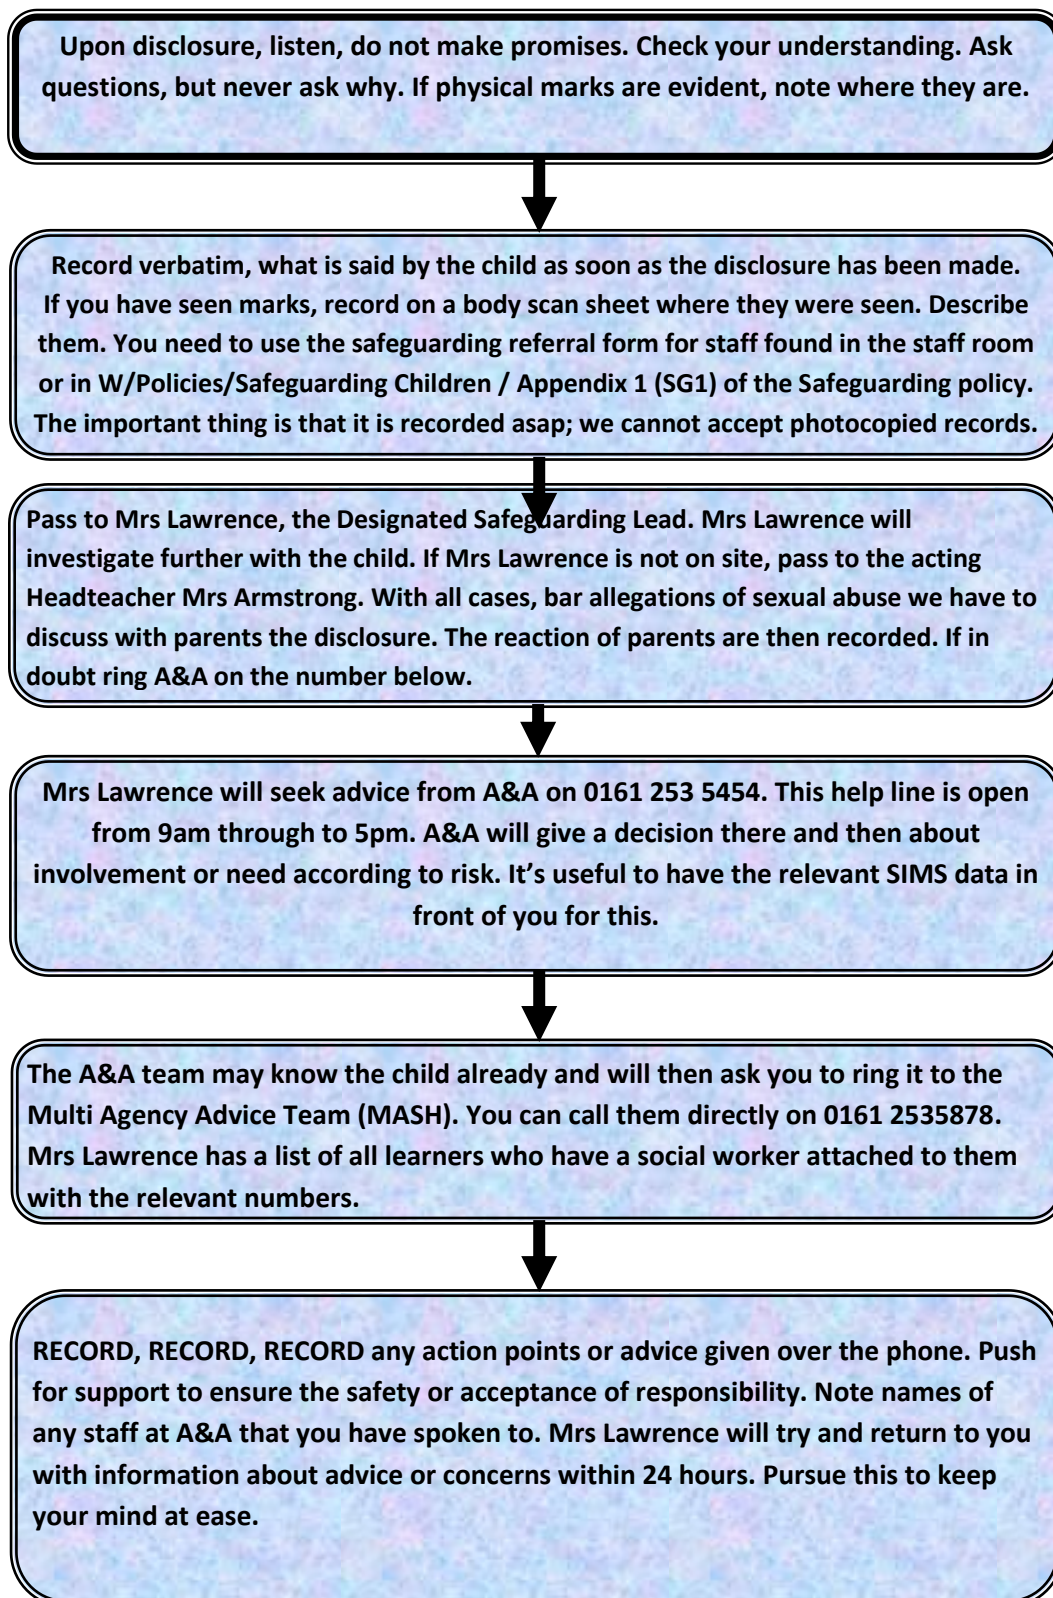 Upon disclosure, listen, do not make promises. Check your understanding. Ask
questions, but never ask why. If physical marks are evident, note where they are.
Record verbatim, what is said by the child as soon as the disclosure has been made.
If you have seen marks, record on a body scan sheet where they were seen. Describe
them. You need to use the safeguarding referral form for staff found in the staff room
or in W/Policies/Safeguarding Children / Appendix 1 (SG1) of the Safeguarding policy.
The important thing is that it is recorded asap; we cannot accept photocopied records.
Pass to Mrs Lawrence, the Designated Safeguarding Lead. Mrs Lawrence will
investigate further with the child. If Mrs Lawrence is not on site, pass to the acting
Headteacher Mrs Armstrong. With all cases, bar allegations of sexual abuse we have to
discuss with parents the disclosure. The reaction of parents are then recorded. If in
doubt ring A&A on the number below.
Mrs Lawrence will seek advice from A&A on 0161 253 5454. This help line is open
from 9am through to 5pm. A&A will give a decision there and then about
involvement or need according to risk. It’s useful to have the relevant SIMS data in
front of you for this.
The A&A team may know the child already and will then ask you to ring it to the
Multi Agency Advice Team (MASH). You can call them directly on 0161 2535878.
Mrs Lawrence has a list of all learners who have a social worker attached to them
with the relevant numbers.
RECORD, RECORD, RECORD any action points or advice given over the phone. Push
for support to ensure the safety or acceptance of responsibility. Note names of
any staff at A&A that you have spoken to. Mrs Lawrence will try and return to you
with information about advice or concerns within 24 hours. Pursue this to keep
your mind at ease.